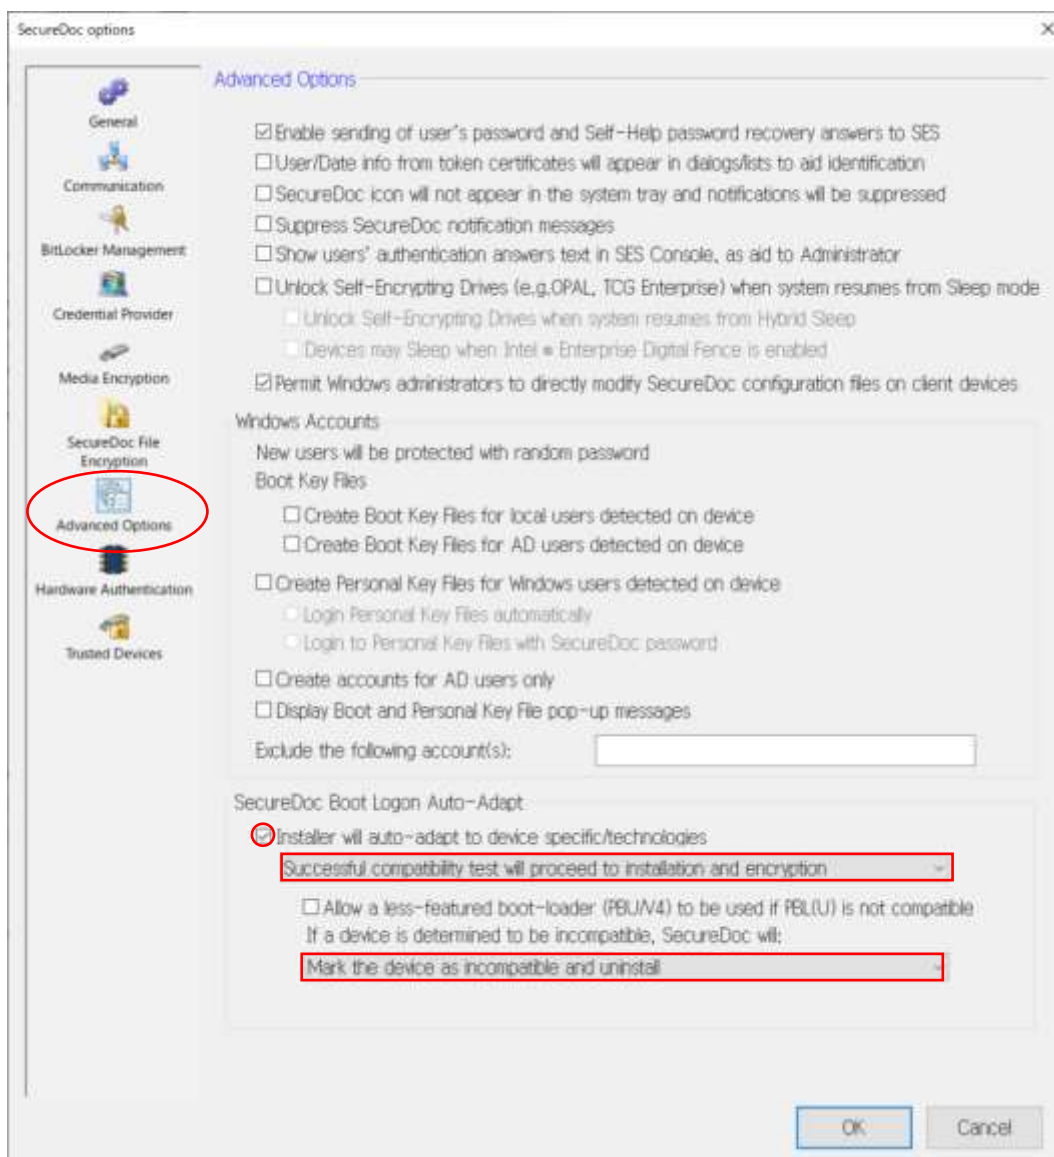 SecureDoc options
General
Communication
BitLocker Management
Credential Provider
Media Encryption
SecureDoc File
Encryption
Advanced Options
Hardware Authentication
Trusted Devices
Advanced Options
Enable sending of user's password and Self-Help password recovery answers to SES
User/Date info from token certificates will appear in dialogs/lists to aid identification
SecureDoc icon will not appear in the system tray and notifications will be suppressed
Suppress SecureDoc notification messages
Show users' authentication answers text in SES Console, as aid to Administrator
Unlock Self-Encrypting Drives (e.g.OPAL, TCG Enterprise) when system resumes from Sleep mode
Unlock Self-Encrypting Drives when system resumes from Hybrid Sleep
Devices may Sleep when Intel ® Enterprise Digital Fence is enabled
Permit Windows administrators to directly modify SecureDoc configuration files on client devices
Windows Accounts
New users will be protected with random password
Boot Key Files
Create Boot Key Files for local users detected on device
Create Boot Key Files for AD users detected on device
Create Personal Key Files for Windows users detected on device
Login Personal Key Files automatically
Login to Personal Key Files with SecureDoc password
Create accounts for AD users only
Display Boot and Personal Key File pop-up messages
Exclude the following account(s):
SecureDoc Boot Logon Auto-Adapt
Installer will auto-adapt to device specific/technologies
Successful compatibility test will proceed to installation and encryption
Allow a less-featured boot-loader (PBU/V4) to be used if PBL(U) is not compatible
If a device is determined to be incompatible, SecureDoc will:
Mark the device as incompatible and uninstall
OK
Cancel